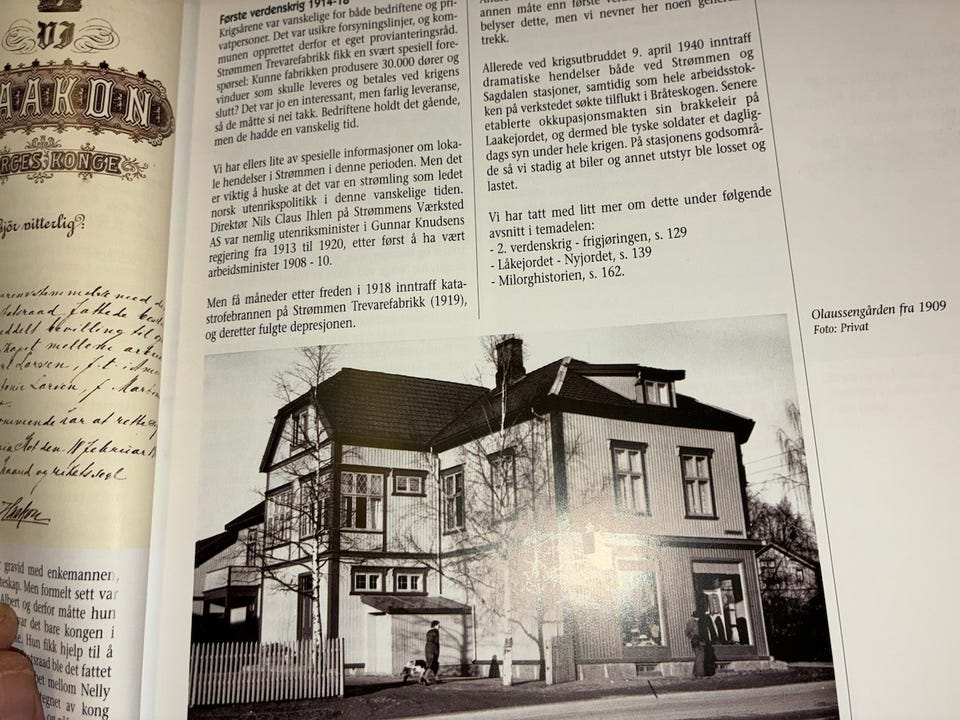 VI
AAKON
RGES KONGE
jör vitterlig?
gravid med enkemannen,
teskap. Men formelt sett var
Albert og derfor måtte hun
var det bare kongen i
Hun fikk hjelp til å
otsraad ble det fattet
pet mellom Nelly
egnet av kong
Første verdenskrig 1914-18
Krigsårene var vanskelige for både bedriftene og pri-
vatpersoner. Det var usikre forsyningslinjer, og kom-
munen opprettet derfor et eget provianteringsråd.
Strømmen Trevarefabrikk fikk en svært spesiell fore-
spørsel: Kunne fabrikken produsere 30.000 dører og
vinduer som skulle leveres og betales ved krigens
slutt? Det var jo en interessant, men farlig leveranse,
så de måtte si nei takk. Bedriftene holdt det gående,
men de hadde en vanskelig tid.
Vi har ellers lite av spesielle informasjoner om loka-
le hendelser i Strømmen i denne perioden. Men det
er viktig å huske at det var en strømling som ledet
norsk utenrikspolitikk i denne vanskelige tiden.
Direktør Nils Claus Ihlen på Strømmens Værksted
AS var nemlig utenriksminister i Gunnar Knudsens
regjering fra 1913 til 1920, etter først å ha vært
arbeidsminister 1908 - 10.
Men få måneder etter freden i 1918 inntraff kata-
strofebrannen på Strømmen Trevarefabrikk (1919),
og deretter fulgte depresjonen.
annen måte enn første
belyser dette, men vi nevner her noen
trekk.
Allerede ved krigsutbruddet 9. april 1940 inntraff
dramatiske hendelser både ved Strømmen og
Sagdalen stasjoner, samtidig som hele arbeidsstok-
ken på verkstedet søkte tilflukt i Bråteskogen. Senere
etablerte okkupasjonsmakten sin brakkeleir på
Laakejordet, og dermed ble tyske soldater et daglig-
dags syn under hele krigen. På stasjonens godsområ-
de så vi stadig at biler og annet utstyr ble losset og
lastet.
Vi har tatt med litt mer om dette under følgende
avsnitt i temadelen:
- 2. verdenskrig - frigjøringen, s. 129
- Låkejordet - Nyjordet, s. 139
- Milorghistorien, s. 162.
Olaussengården fra 1909
Foto: Privat